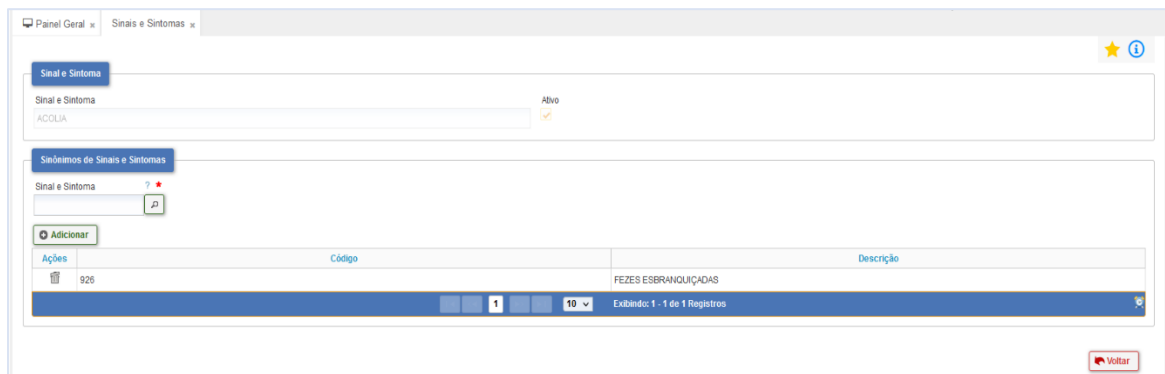 Painel Geral x Sinais e Sintomas x
Sinal e Sintoma
Sinal e Sintoma Ativo
ACOLIA
Sinônimos de Sinais e Sintomas
Sinal e Sintoma ? *
Adicionar
Ações Código Descrição
926 FEZES ESBRANQUIÇADAS
1 10 Exibindo: 1 - 1 de 1 Registros
Voltar